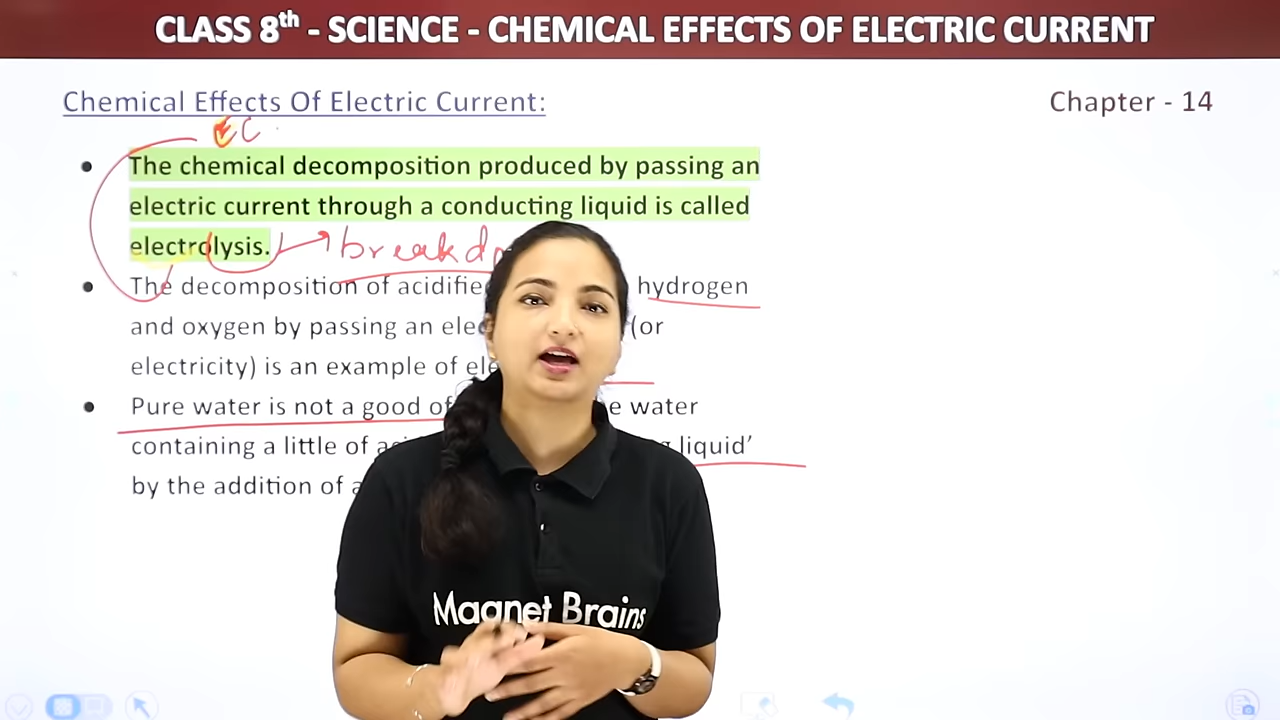 CLASS 8th - SCIENCE - CHEMICAL EFFECTS OF ELECTRIC CURRENT
Chemical Effects Of Electric Current:
Chapter - 14
EC
• The chemical decomposition produced by passing an
electric current through a conducting liquid is called
electrolysis.
• The decomposition of hydrogen
and oxygen by passing an (or
electricity) is an example of
• Pure water is not a good water
containing a little of liquid’
by the addition of
Magnet Brains